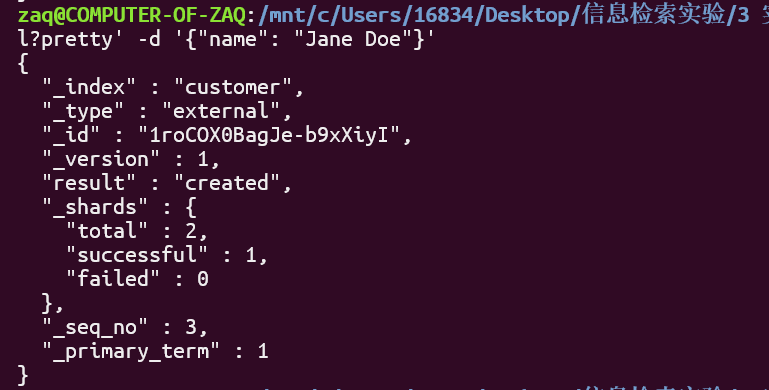 zaq@COMPUTER-OF-ZAQ:/mnt/c/Users/16834/Desktop/信息检索实验/3
l?pretty' -d '{"name": "Jane Doe"}'
{
  "_index" : "customer",
  "_type" : "external",
  "_id" : "1roCOX0BagJe-b9xXiyI",
  "_version" : 1,
  "result" : "created",
  "_shards" : {
    "total" : 2,
    "successful" : 1,
    "failed" : 0
  },
  "_seq_no" : 3,
  "_primary_term" : 1
}